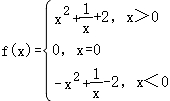 f(x)={x²+1/x+2, x＞0
0, x=0
-x²+1/x-2, x＜0